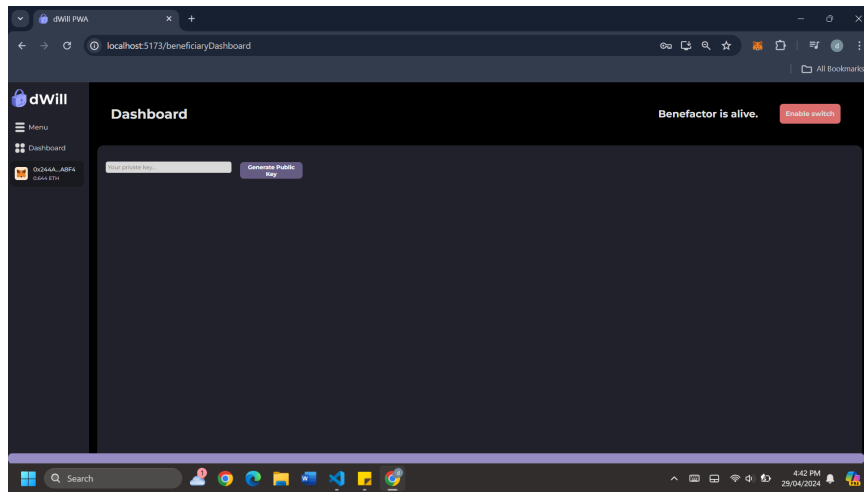 dWill PWA
localhost:5173/beneficiaryDashboard
All Bookmarks
dWill
Menu
Dashboard
0x244A...A8F4
0.644 ETH
Dashboard
Benefactor is alive.
Enable switch
Your private key...
Generate Public
Key
Search
1
4:42 PM
29/04/2024